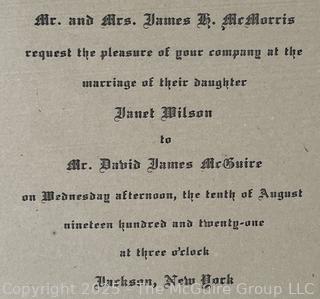 Mr. and Mrs. James H. McMorris
request the pleasure of your company at the
marriage of their daughter
Janet Wilson
to
Mr. David James McGuire
on Wednesday afternoon, the tenth of August
nineteen hundred and twenty-one
at three o'clock
Jackson, New York
Copyright 2025 - The McGuire Group LLC